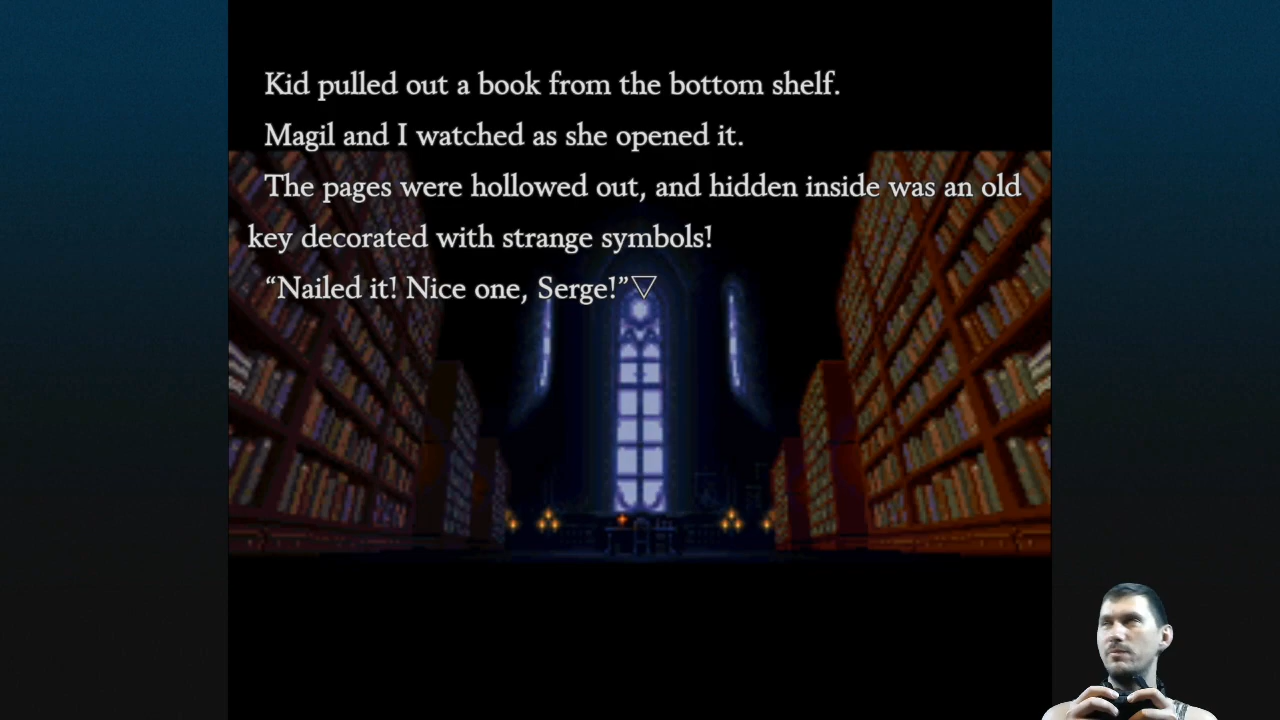 Kid pulled out a book from the bottom shelf.
Magil and I watched as she opened it.
The pages were hollowed out, and hidden inside was an old
key decorated with strange symbols!
“Nailed it! Nice one, Serge!”▽